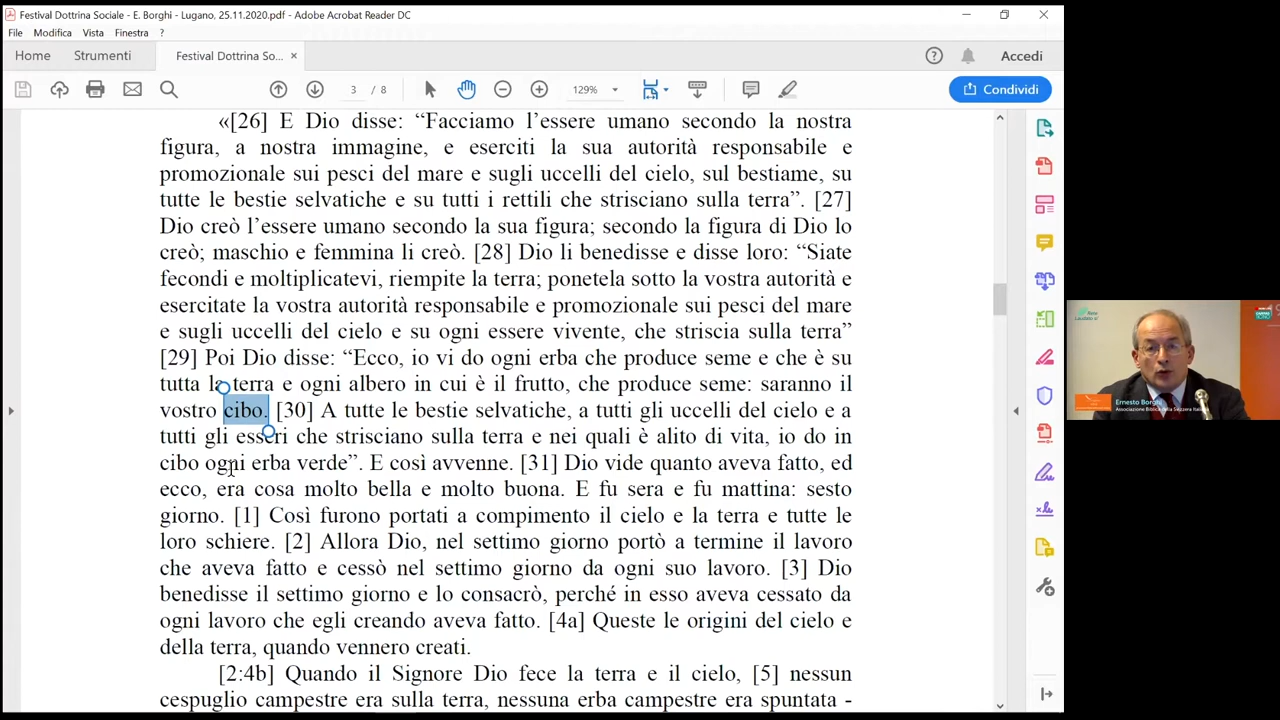 Festival Dottrina Sociale - E. Borghi - Lugano, 25.11.2020.pdf - Adobe Acrobat Reader DC
File Modifica Vista Finestra ?
Home Strumenti Festival Dottrina So... × Accedi
3 / 8 129% Condividi
«[26] E Dio disse: “Facciamo l’essere umano secondo la nostra
figura, a nostra immagine, e eserciti la sua autorità responsabile e
promozionale sui pesci del mare e sugli uccelli del cielo, sul bestiame, su
tutte le bestie selvatiche e su tutti i rettili che strisciano sulla terra”. [27]
Dio creò l’essere umano secondo la sua figura; secondo la figura di Dio lo
creò; maschio e femmina li creò. [28] Dio li benedisse e disse loro: “Siate
fecondi e moltiplicatevi, riempite la terra; ponetela sotto la vostra autorità e
esercitate la vostra autorità responsabile e promozionale sui pesci del mare
e sugli uccelli del cielo e su ogni essere vivente, che striscia sulla terra”
[29] Poi Dio disse: “Ecco, io vi do ogni erba che produce seme e che è su
tutta la terra e ogni albero in cui è il frutto, che produce seme: saranno il
vostro cibo. [30] A tutte le bestie selvatiche, a tutti gli uccelli del cielo e a
tutti gli esseri che strisciano sulla terra e nei quali è alito di vita, io do in
cibo ogni erba verde”. E così avvenne. [31] Dio vide quanto aveva fatto, ed
ecco, era cosa molto bella e molto buona. E fu sera e fu mattina: sesto
giorno. [1] Così furono portati a compimento il cielo e la terra e tutte le
loro schiere. [2] Allora Dio, nel settimo giorno portò a termine il lavoro
che aveva fatto e cessò nel settimo giorno da ogni suo lavoro. [3] Dio
benedisse il settimo giorno e lo consacrò, perché in esso aveva cessato da
ogni lavoro che egli creando aveva fatto. [4a] Queste le origini del cielo e
della terra, quando vennero creati.
[2:4b] Quando il Signore Dio fece la terra e il cielo, [5] nessun
cespuglio campestre era sulla terra, nessuna erba campestre era spuntata -
Ernesto Borghi
Associazione Biblica della Svizzera Italiana